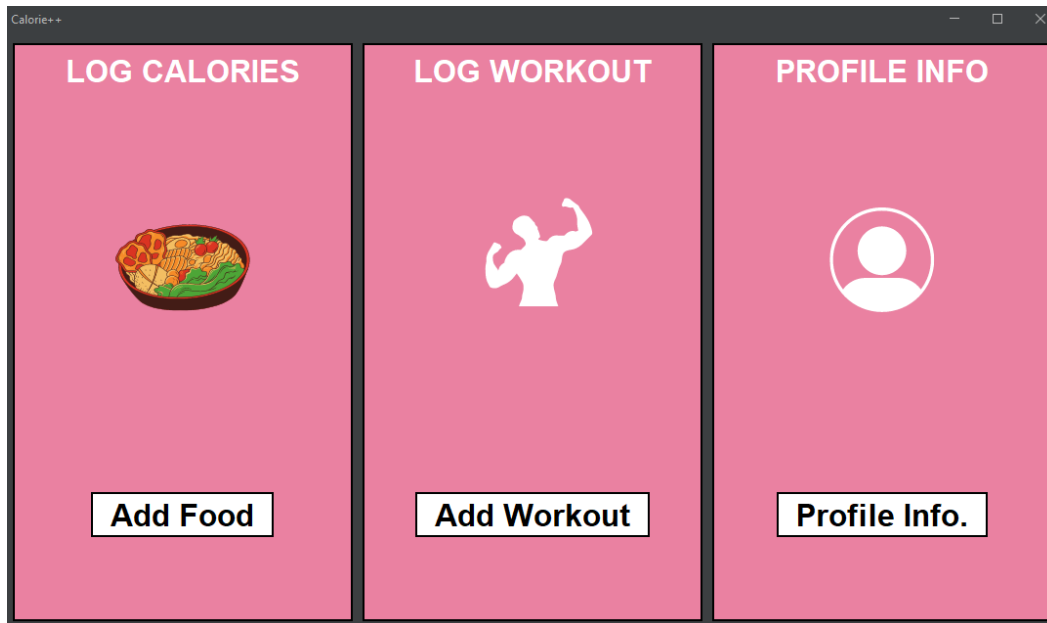 Calorie++
LOG CALORIES
LOG WORKOUT
PROFILE INFO
Add Food
Add Workout
Profile Info.